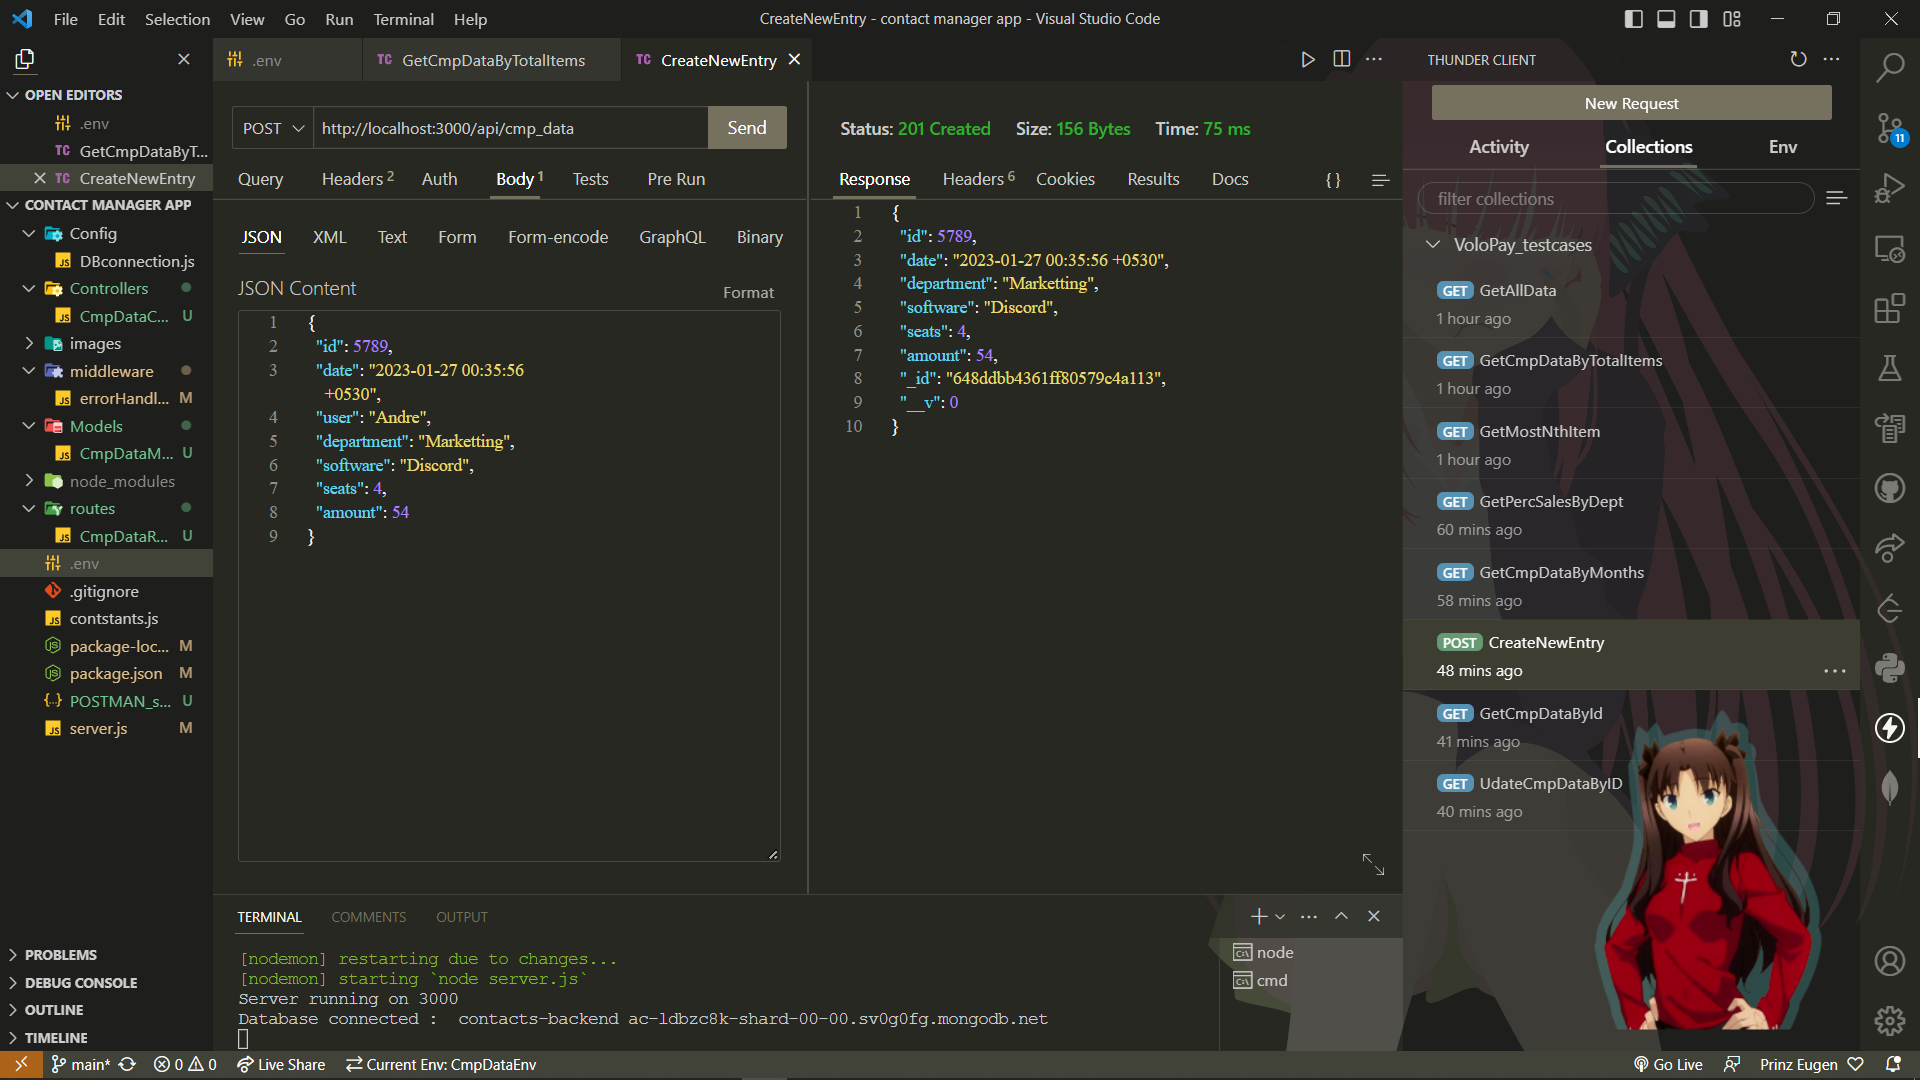 File Edit Selection View Go Run Terminal Help
CreateNewEntry - contact manager app - Visual Studio Code
OPEN EDITORS
.env
GetCmpDataByT...
CreateNewEntry
CONTACT MANAGER APP
Config
DBconnection.js
Controllers
CmpDataC... U
images
middleware
errorHandl... M
Models
CmpDataM... U
node_modules
routes
CmpDataR... U
.env
.gitignore
contstants.js
package-loc... M
package.json M
POSTMAN_s... U
server.js M
PROBLEMS
DEBUG CONSOLE
OUTLINE
TIMELINE
.env
TC GetCmpDataByTotalItems
TC CreateNewEntry
POST http://localhost:3000/api/cmp_data Send
Query Headers 2 Auth Body 1 Tests Pre Run
JSON XML Text Form Form-encode GraphQL Binary
JSON Content
Format
1 {
2 "id": 5789,
3 "date": "2023-01-27 00:35:56
+0530",
4 "user": "Andre",
5 "department": "Marketting",
6 "software": "Discord",
7 "seats": 4,
8 "amount": 54
9 }
Status: 201 Created Size: 156 Bytes Time: 75 ms
Response Headers 6 Cookies Results Docs { }
1 {
2 "id": 5789,
3 "date": "2023-01-27 00:35:56 +0530",
4 "department": "Marketting",
5 "software": "Discord",
6 "seats": 4,
7 "amount": 54,
8 "_id": "648ddbb4361ff80579c4a113",
9 "__v": 0
10 }
TERMINAL COMMENTS OUTPUT
[nodemon] restarting due to changes...
[nodemon] starting `node server.js`
Server running on 3000
Database connected : contacts-backend ac-ldbzc8k-shard-00-00.sv0g0fg.mongodb.net
node
cmd
THUNDER CLIENT
New Request
Activity Collections Env
filter collections
VoloPay_testcases
GET GetAllData
1 hour ago
GET GetCmpDataByTotalItems
1 hour ago
GET GetMostNthItem
1 hour ago
GET GetPercSalesByDept
60 mins ago
GET GetCmpDataByMonths
58 mins ago
POST CreateNewEntry
48 mins ago
GET GetCmpDataById
41 mins ago
GET UdateCmpDataByID
40 mins ago
11
main* 0 0 Live Share Current Env: CmpDataEnv
Go Live Prinz Eugen